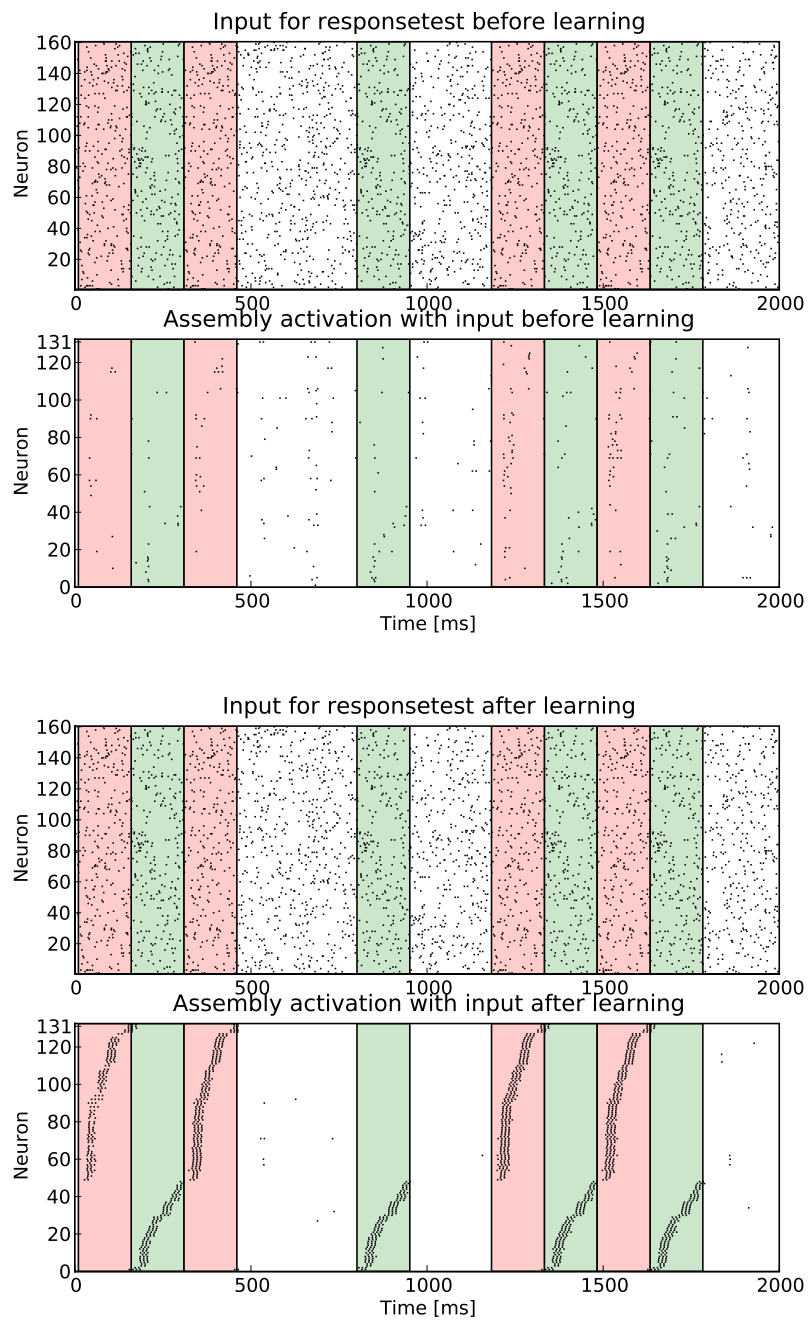 Input for responsetest before learning
160
140
120
100
80
60
40
20
Neuron
0 500 1000 1500 2000
Assembly activation with input before learning
131
120
100
80
60
40
20
0
Neuron
0 500 1000 1500 2000
Time [ms]
Input for responsetest after learning
160
140
120
100
80
60
40
20
Neuron
0 500 1000 1500 2000
Assembly activation with input after learning
131
120
100
80
60
40
20
0
Neuron
0 500 1000 1500 2000
Time [ms]